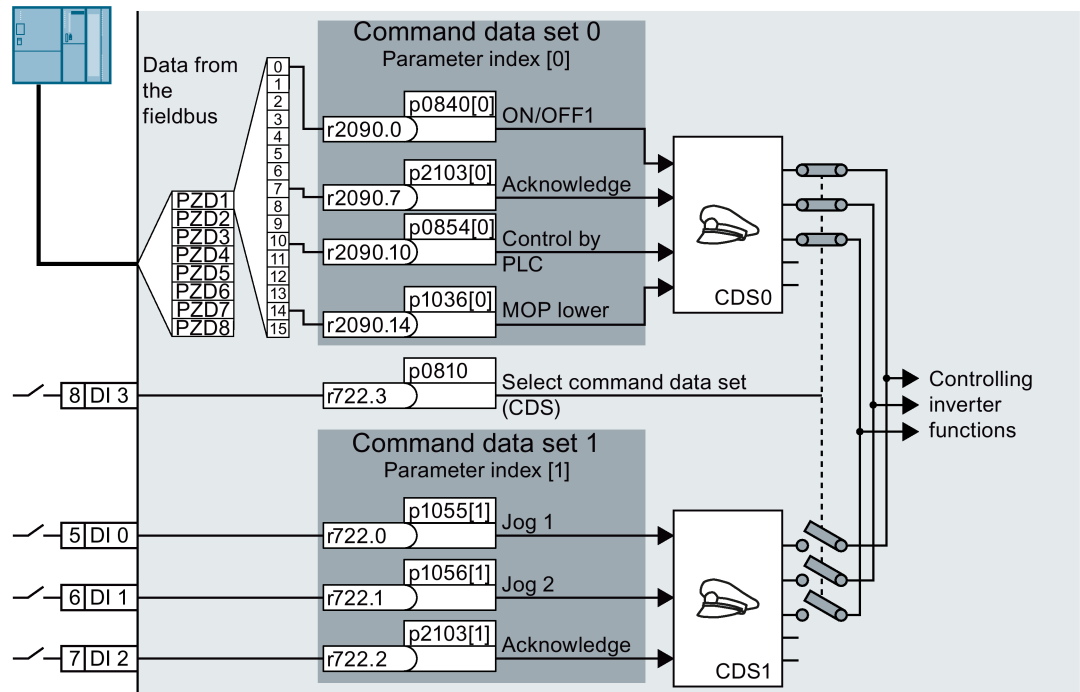 Command data set 0
Parameter index [0]
Data from
the
fieldbus
0
1
2
3
4
5
6
7
8
9
10
11
12
13
14
15
PZD1
PZD2
PZD3
PZD4
PZD5
PZD6
PZD7
PZD8
p0840[0]
r2090.0
ON/OFF1
p2103[0]
r2090.7
Acknowledge
p0854[0]
r2090.10
Control by
PLC
p1036[0]
r2090.14
MOP lower
CDS0
8 DI 3
p0810
r722.3
Select command data set
(CDS)
Controlling
inverter
functions
Command data set 1
Parameter index [1]
5 DI 0
p1055[1]
r722.0
Jog 1
6 DI 1
p1056[1]
r722.1
Jog 2
7 DI 2
p2103[1]
r722.2
Acknowledge
CDS1